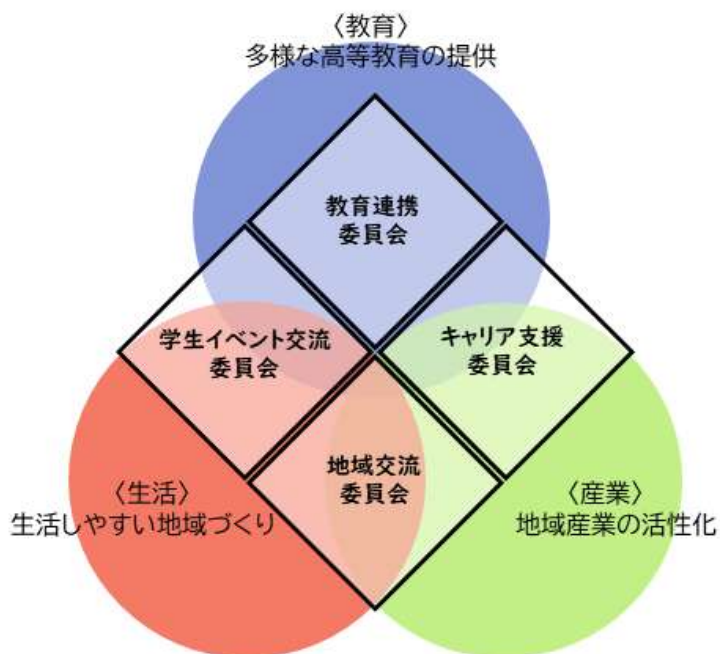 〈教育〉
多様な高等教育の提供
教育連携
委員会
学生イベント交流
委員会
キャリア支援
委員会
地域交流
委員会
〈生活〉
生活しやすい地域づくり
〈産業〉
地域産業の活性化